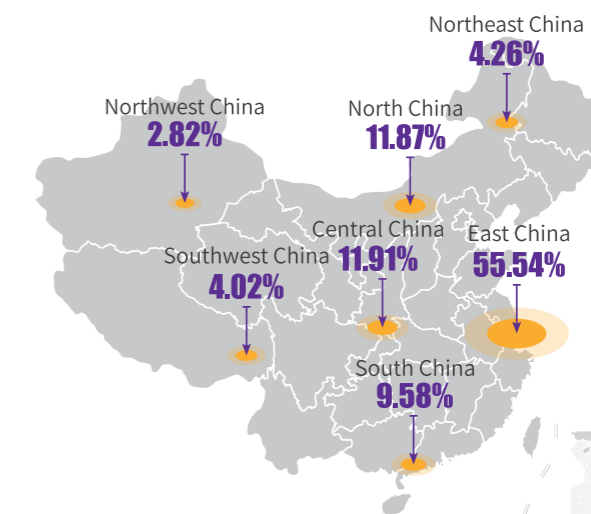 Northeast China
4.26%
Northwest China
2.82%
North China
11.87%
Central China
11.91%
East China
55.54%
Southwest China
4.02%
South China
9.58%